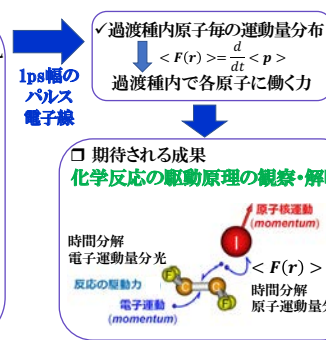 ✓過渡種内原子毎の運動量分布
< F(r) >= d/dt < p >
過渡種内で各原子に働く力
1ps幅の
パルス
電子線
❑ 期待される成果
化学反応の駆動原理の観察・解
原子核運動
(momentum)
時間分解
電子運動量分光
I
< F(r) >
反応の駆動力
F
C
C
F
時間分解
原子運動量分
電子運動
(momentum)